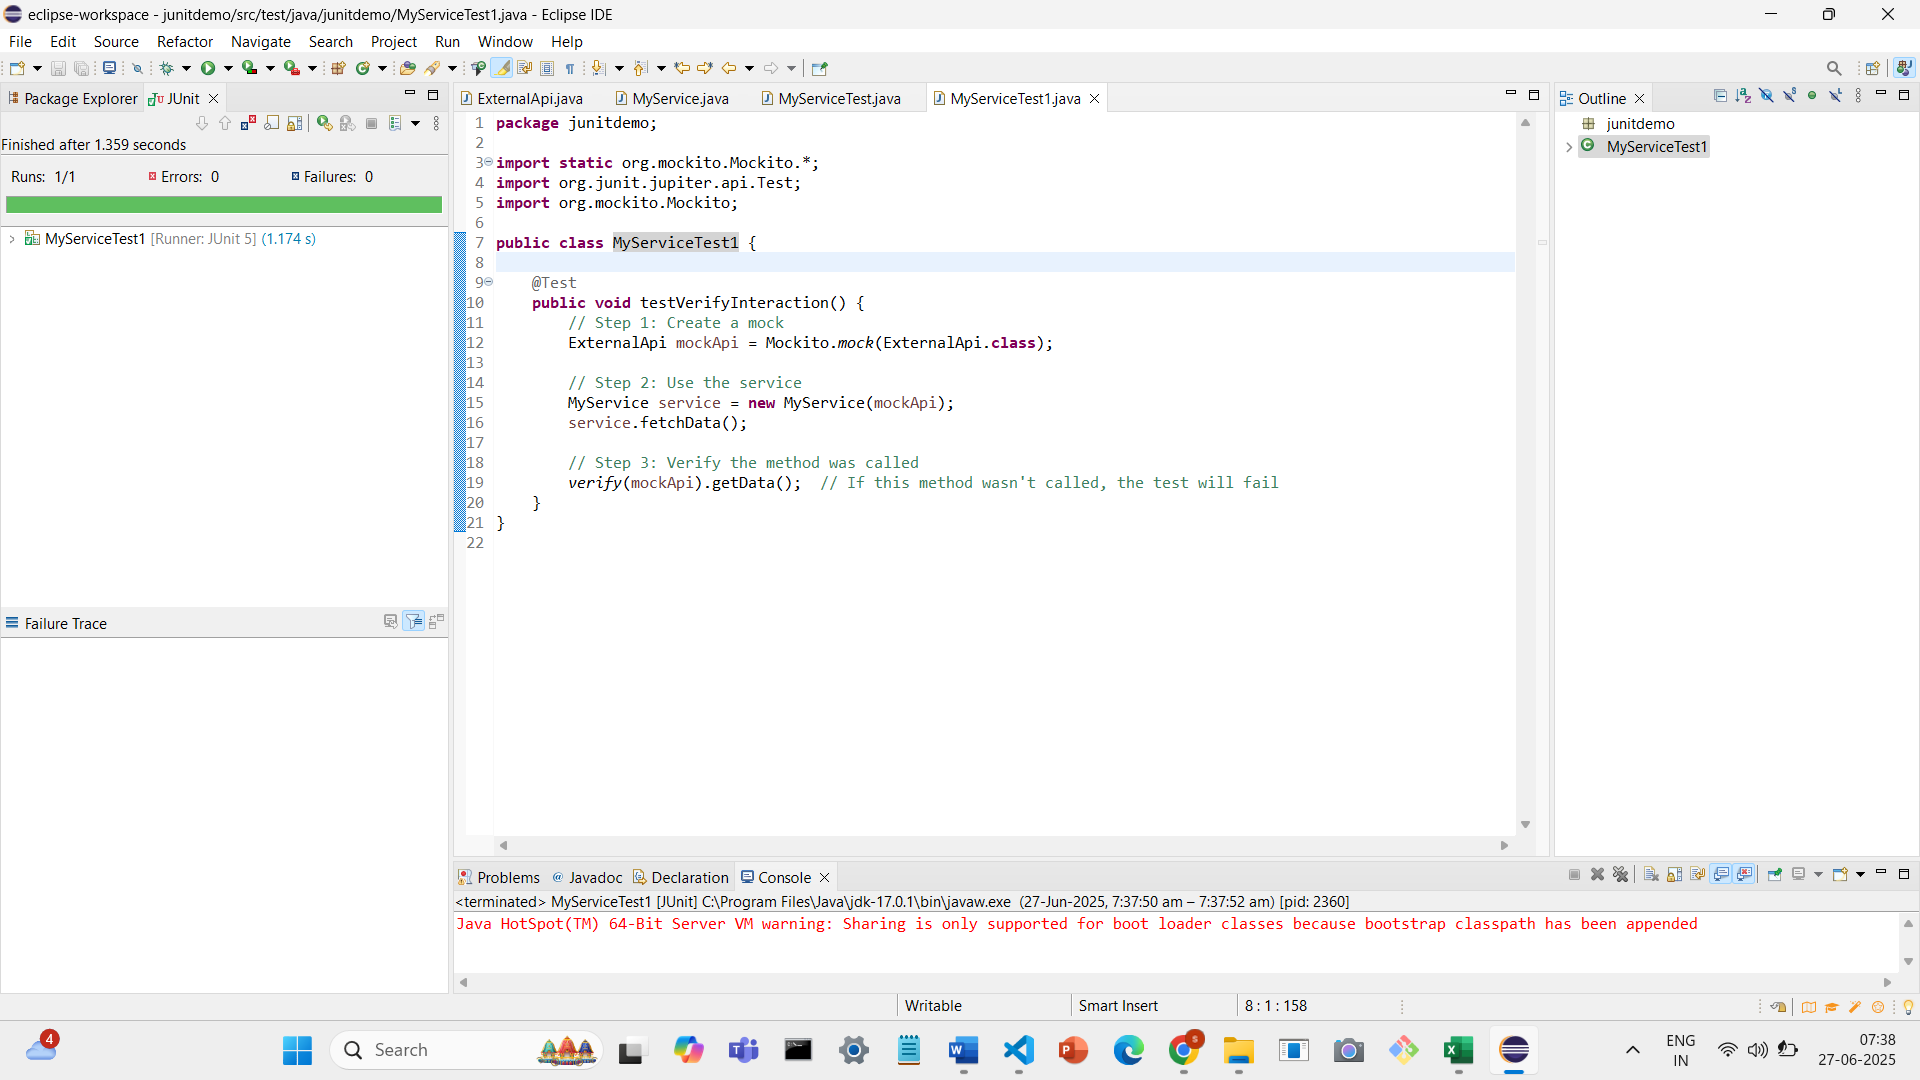 eclipse-workspace - junitdemo/src/test/java/junitdemo/MyServiceTest1.java - Eclipse IDE
File Edit Source Refactor Navigate Search Project Run Window Help
Package Explorer JUnit
Finished after 1.359 seconds
Runs: 1/1 Errors: 0 Failures: 0
MyServiceTest1 [Runner: JUnit 5] (1.174 s)
Failure Trace
ExternalApi.java MyService.java MyServiceTest.java MyServiceTest1.java
1 package junitdemo;
2
3 import static org.mockito.Mockito.*;
4 import org.junit.jupiter.api.Test;
5 import org.mockito.Mockito;
6
7 public class MyServiceTest1 {
8
9 @Test
10 public void testVerifyInteraction() {
11 // Step 1: Create a mock
12 ExternalApi mockApi = Mockito.mock(ExternalApi.class);
13
14 // Step 2: Use the service
15 MyService service = new MyService(mockApi);
16 service.fetchData();
17
18 // Step 3: Verify the method was called
19 verify(mockApi).getData(); // If this method wasn't called, the test will fail
20 }
21 }
22
Outline
junitdemo
MyServiceTest1
Problems Javadoc Declaration Console
<terminated> MyServiceTest1 [JUnit] C:\Program Files\Java\jdk-17.0.1\bin\javaw.exe (27-Jun-2025, 7:37:50 am – 7:37:52 am) [pid: 2360]
Java HotSpot(TM) 64-Bit Server VM warning: Sharing is only supported for boot loader classes because bootstrap classpath has been appended
Writable Smart Insert 8 : 1 : 158
4
Search
ENG
IN
07:38
27-06-2025